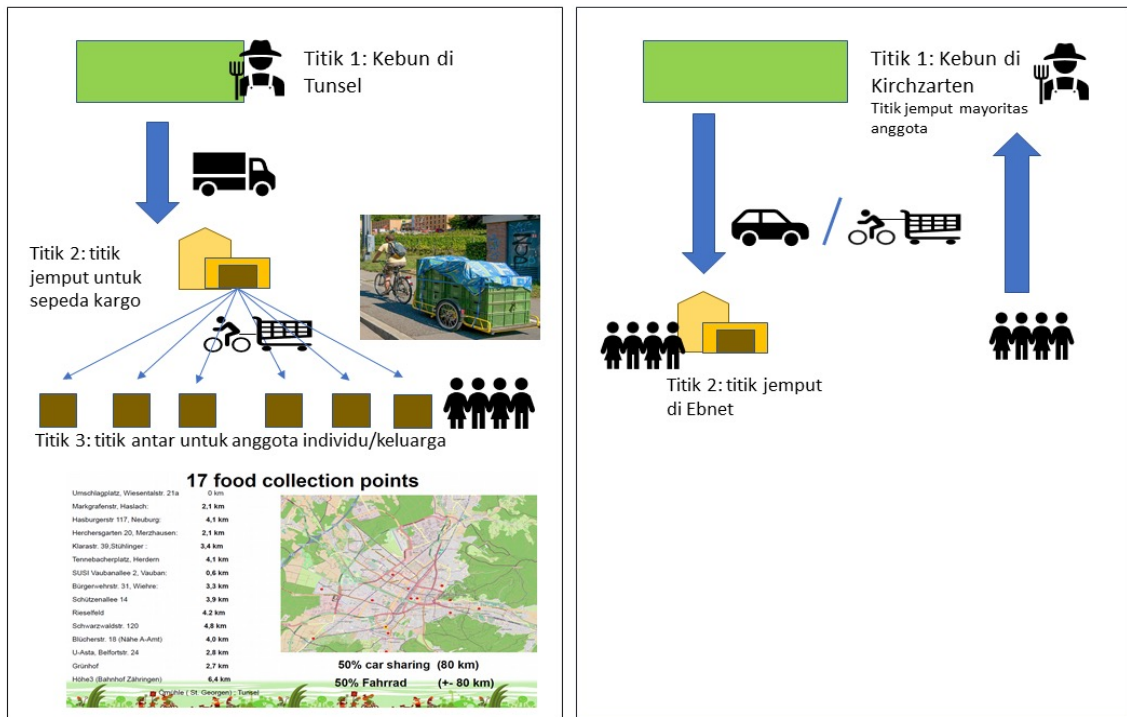 Titik 1: Kebun di
Tunsel
Titik 2: titik
jemput untuk
sepeda kargo
Titik 3: titik antar untuk anggota individu/keluarga
17 food collection points
Umschlagplatz, Wiesentalstr. 21a 0 km
Markgrafenstr, Haslach: 2,1 km
Hasburgerstr 117, Neuburg: 4,1 km
Herchersgarten 20, Merzhausen: 2,1 km
Klarastr. 39,Stühlinger : 3,4 km
Tennebacherplatz, Herdern 4,1 km
SUSI Vaubanallee 2, Vauban: 0,6 km
Bürgerwehrstr. 31, Wiehre: 3,3 km
Schützenallee 14 3,9 km
Rieselfeld 4.2 km
Schwarzwaldstr. 120 4,8 km
Blücherstr. 18 (Nähe A-Amt) 4,0 km
U-Asta, Belfortstr. 24 2,8 km
Grünhof 2,7 km
Höhe3 (Bahnhof Zähringen) 6,4 km
Ölmühle ( St. Georgen) ; Tunsel
50% car sharing (80 km)
50% Fahrrad (+- 80 km)
Titik 1: Kebun di
Kirchzarten
Titik jemput mayoritas
anggota
Titik 2: titik jemput
di Ebnet